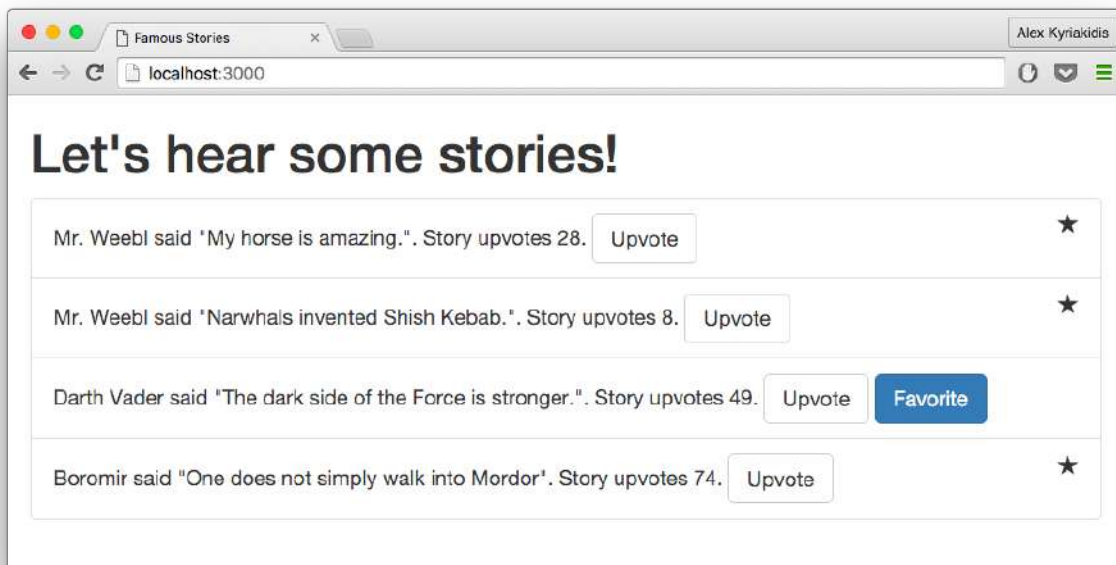 Famous Stories
Alex Kyriakidis
localhost:3000
Let's hear some stories!
Mr. Weebl said "My horse is amazing.". Story upvotes 28. Upvote
Mr. Weebl said "Narwhals invented Shish Kebab.". Story upvotes 8. Upvote
Darth Vader said "The dark side of the Force is stronger.". Story upvotes 49. Upvote Favorite
Boromir said "One does not simply walk into Mordor". Story upvotes 74. Upvote